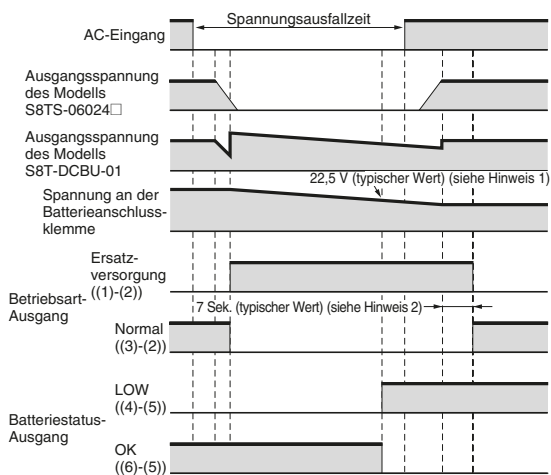 Spannungsausfallzeit
AC-Eingang
Ausgangsspannung
des Modells
S8TS-06024□
Ausgangsspannung
des Modells
S8T-DCBU-01
22,5 V (typischer Wert) (siehe Hinweis 1)
Spannung an der
Batterieanschluss-
klemme
Ersatz-
versorgung
((1)-(2))
Betriebsart-
Ausgang
7 Sek. (typischer Wert) (siehe Hinweis 2)
Normal
((3)-(2))
LOW
((4)-(5))
Batteriestatus-
Ausgang
OK
((6)-(5))